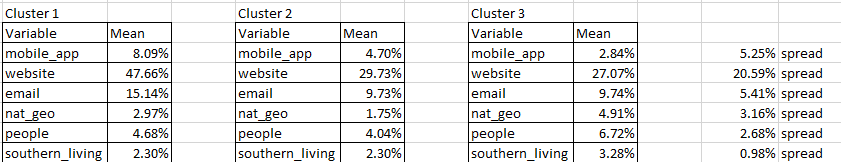 Cluster 1 Cluster 2 Cluster 3
Variable Mean Variable Mean Variable Mean
mobile_app 8.09% mobile_app 4.70% mobile_app 2.84% 5.25% spread
website 47.66% website 29.73% website 27.07% 20.59% spread
email 15.14% email 9.73% email 9.74% 5.41% spread
nat_geo 2.97% nat_geo 1.75% nat_geo 4.91% 3.16% spread
people 4.68% people 4.04% people 6.72% 2.68% spread
southern_living 2.30% southern_living 2.30% southern_living 3.28% 0.98% spread